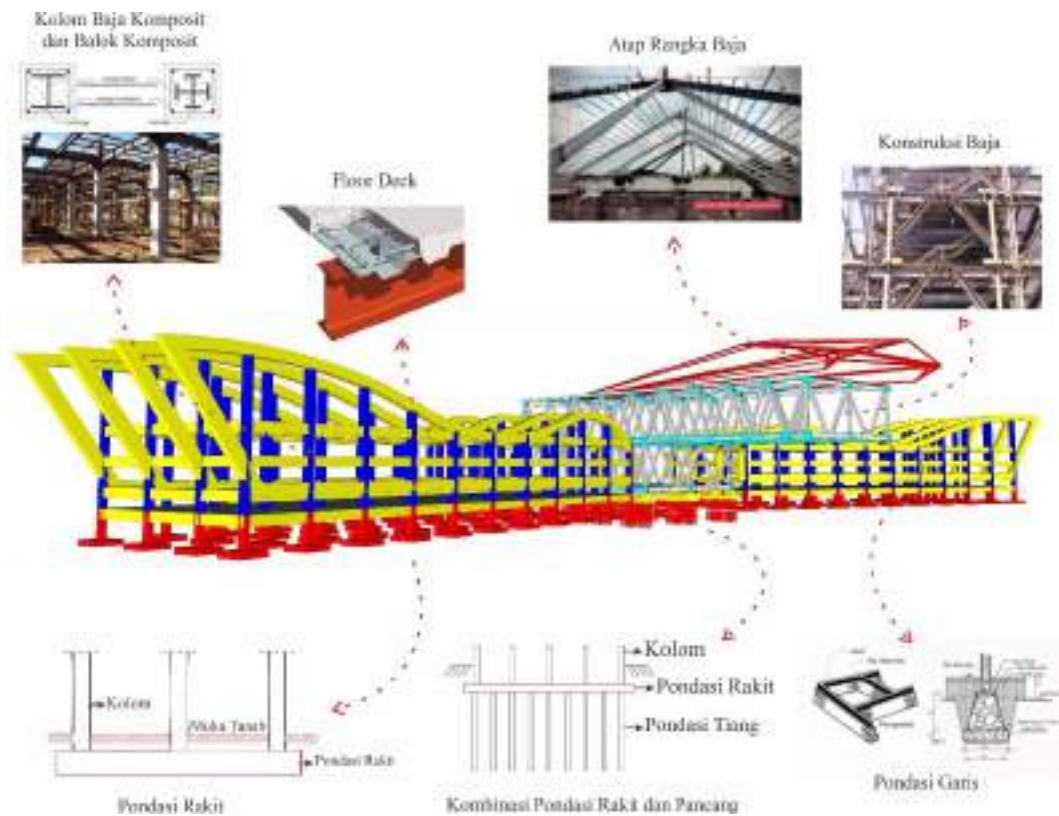 Kolom Baja Komposit
dan Balok Komposit
Atap Rangka Baja
Konstruksi Baja
Floor Deck
Kolom
Muka Tanah
Pondasi Rakit
Pondasi Rakit
Kolom
Pondasi Rakit
Pondasi Tiang
Kombinasi Pondasi Rakit dan Pancang
Pondasi Garis